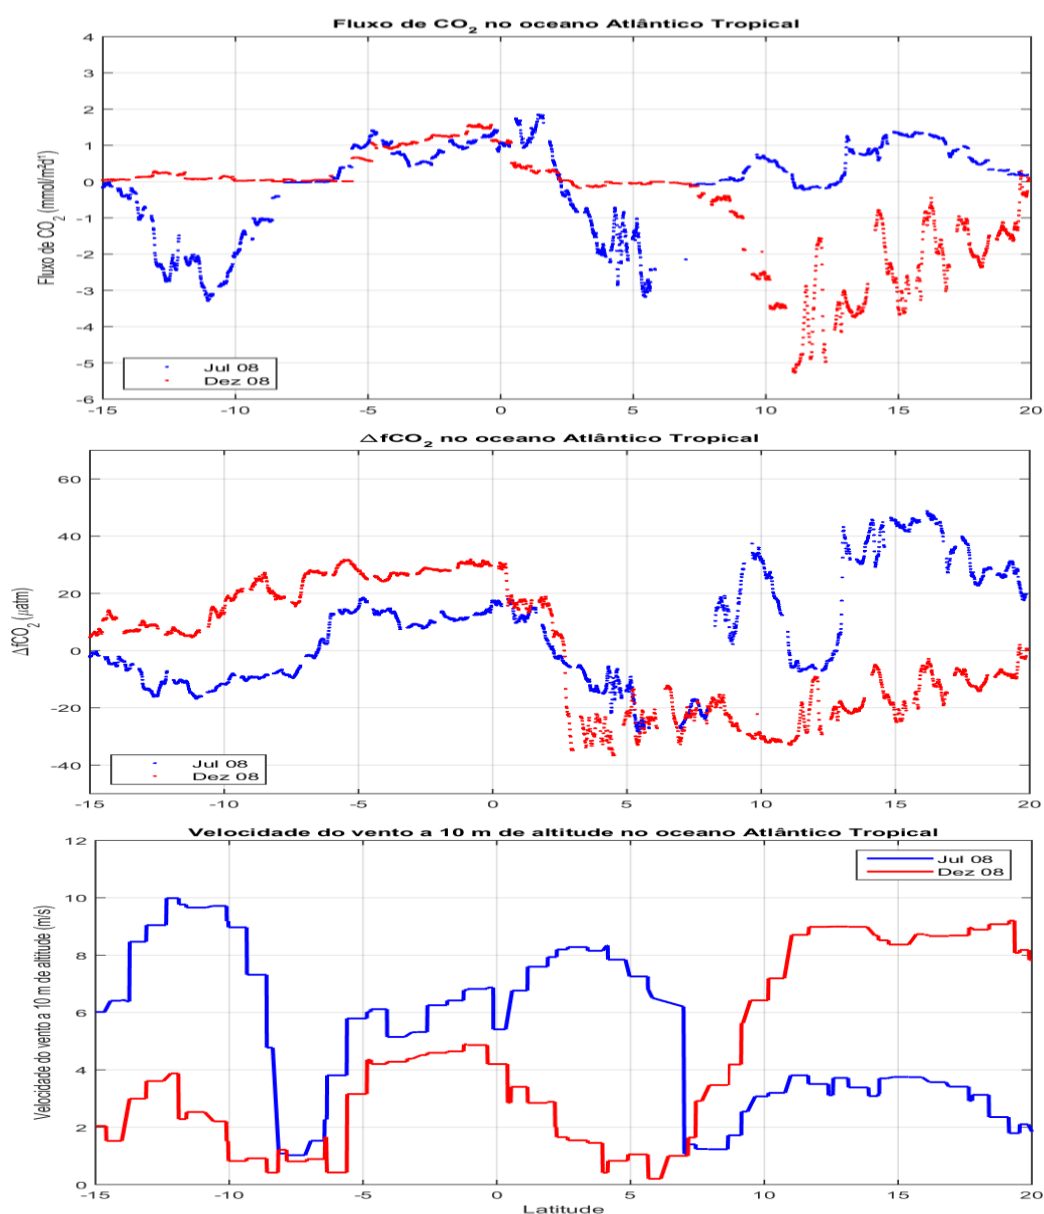 Fluxo de CO2 no oceano Atlântico Tropical
Fluxo de CO2 (mmol/m²d¹)
4
3
2
1
0
-1
-2
-3
-4
-5
-6
Jul 08
Dez 08
-15 -10 -5 0 5 10 15 20
ΔfCO2 no oceano Atlântico Tropical
ΔfCO2 (µatm)
60
40
20
0
-20
-40
Jul 08
Dez 08
-15 -10 -5 0 5 10 15 20
Velocidade do vento a 10 m de altitude no oceano Atlântico Tropical
Velocidade do vento a 10 m de altitude (m/s)
12
10
8
6
4
2
0
Jul 08
Dez 08
-15 -10 -5 0 5 10 15 20
Latitude